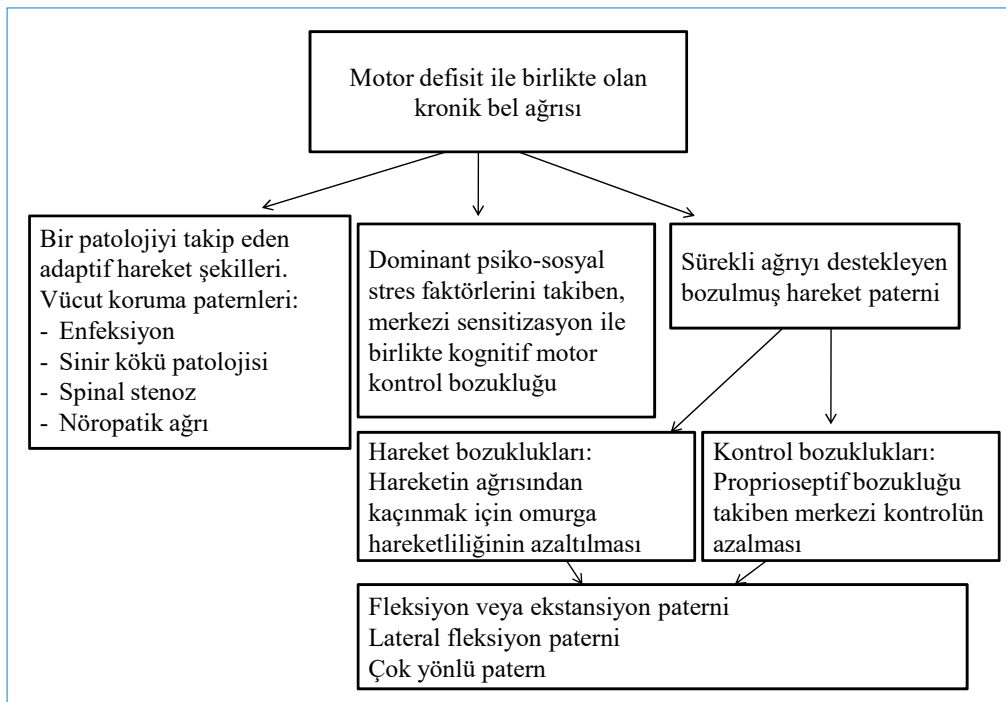 Motor defisit ile birlikte olan
kronik bel ağrısı
Bir patolojiyi takip eden
adaptif hareket şekilleri.
Vücut koruma paternleri:
- Enfeksiyon
- Sinir kökü patolojisi
- Spinal stenoz
- Nöropatik ağrı
Dominant psiko-sosyal
stres faktörlerini takiben,
merkezi sensitizasyon ile
birlikte kognitif motor
kontrol bozukluğu
Sürekli ağrıyı destekleyen
bozulmuş hareket paterni
Hareket bozuklukları:
Hareketin ağrısından
kaçınmak için omurga
hareketliliğinin azaltılması
Kontrol bozuklukları:
Proprioseptif bozukluğu
takiben merkezi kontrolün
azalması
Fleksiyon veya ekstansiyon paterni
Lateral fleksiyon paterni
Çok yönlü patern